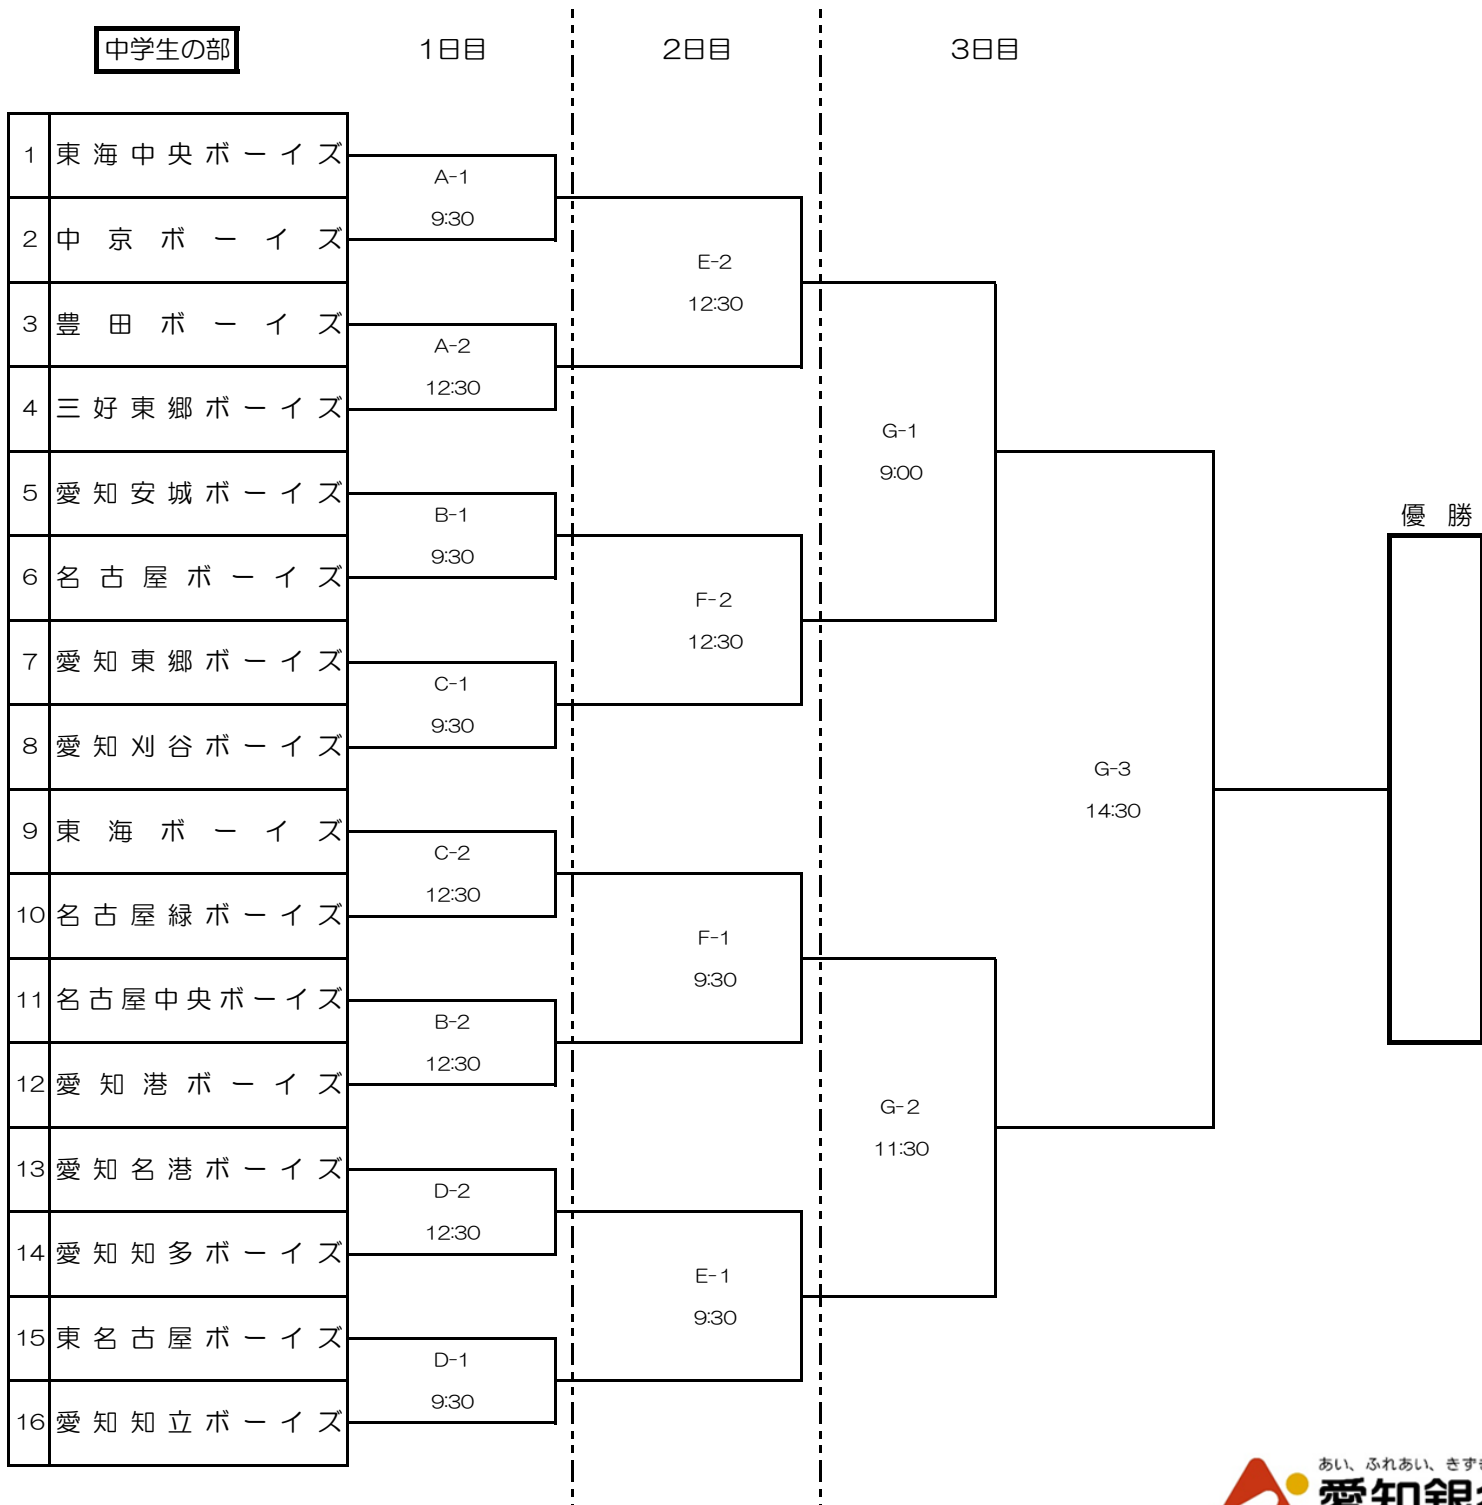 中学生の部 1日目 2日目 3日目
1 東海中央ボーイズ
A-1
9:30
2 中京ボーイズ
E-2
12:30
3 豊田ボーイズ
A-2
12:30
4 三好東郷ボーイズ
G-1
9:00
5 愛知安城ボーイズ
B-1
9:30
優勝
6 名古屋ボーイズ
F-2
12:30
7 愛知東郷ボーイズ
C-1
9:30
8 愛知刈谷ボーイズ
G-3
14:30
9 東海ボーイズ
C-2
12:30
10 名古屋緑ボーイズ
F-1
9:30
11 名古屋中央ボーイズ
B-2
12:30
12 愛知港ボーイズ
G-2
11:30
13 愛知名港ボーイズ
D-2
12:30
14 愛知知多ボーイズ
E-1
9:30
15 東名古屋ボーイズ
D-1
9:30
16 愛知知立ボーイズ
あい、ふれあい、きず
愛知銀